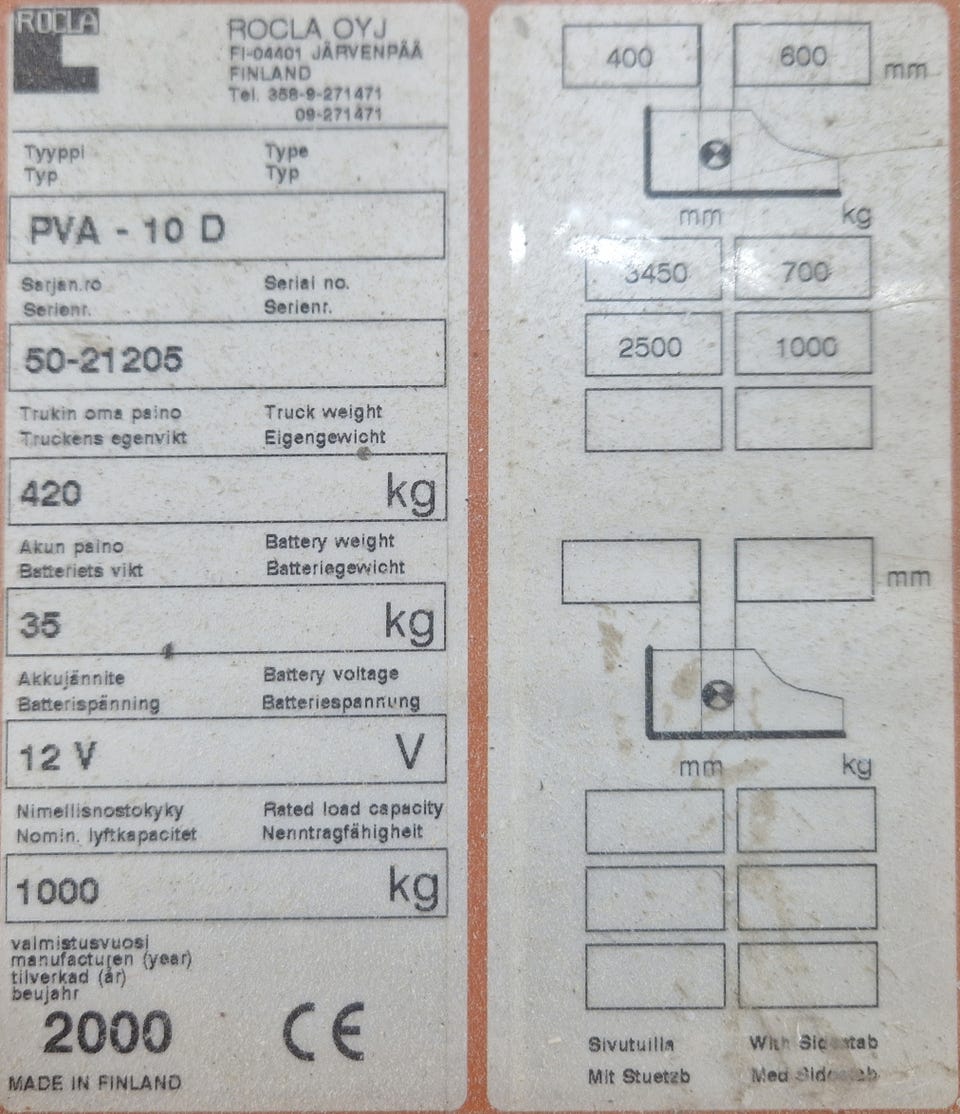 ROCLA
ROCLA OYJ
FI-04401 JÄRVENPÄÄ
FINLAND
Tel. 358-9-271471
09-271471
Tyyppi Type
Typ Typ
PVA - 10 D
Sarjan.ro Serial no.
Serienr. Serienr.
50-21205
Trukin oma paino Truck weight
Truckens egenvikt Eigengewicht
420 kg
Akun paino Battery weight
Batteriets vikt Batteriegewicht
35 kg
Akkujännite Battery voltage
Batterispänning Batteriespannung
12 V V
Nimellisnostokyky Rated load capacity
Nomin. lyftkapacitet Nenntragfähigheit
1000 kg
valmistusvuosi
manufacturen (year)
tilverkad (år)
beujahr
2000 CE
MADE IN FINLAND
400 600 mm
mm kg
3450 700
2500 1000
mm
mm kg
Sivutuilla With Sidestab
Mit Stuetzb Med Sidostab